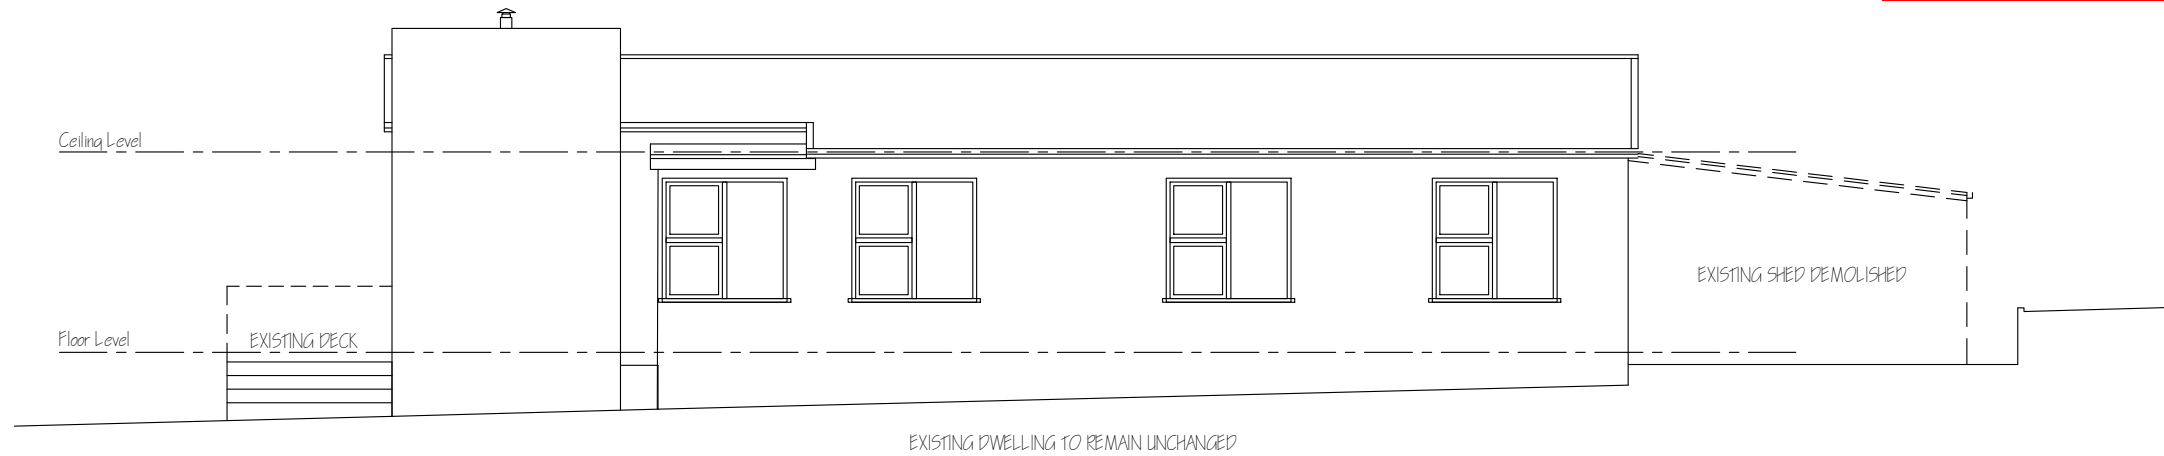 Ceiling Level
EXISTING SHED DEMOLISHED
Floor Level
EXISTING DECK
EXISTING DWELLING TO REMAIN UNCHANGED